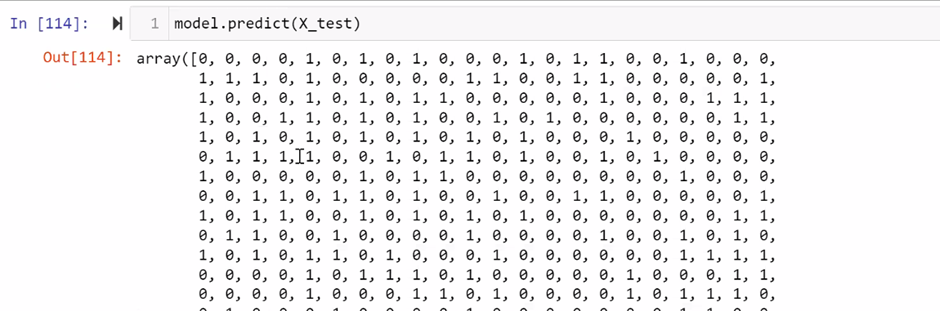 In [114]: 1 model.predict(X_test)
Out[114]: array([0, 0, 0, 0, 1, 0, 1, 0, 1, 0, 0, 0, 1, 0, 1, 1, 0, 0, 1, 0, 0, 0,
1, 1, 1, 0, 1, 0, 0, 0, 0, 0, 1, 1, 0, 0, 1, 1, 0, 0, 0, 0, 0, 1,
1, 0, 0, 0, 1, 0, 1, 0, 1, 1, 0, 0, 0, 0, 0, 1, 0, 0, 0, 1, 1, 1,
1, 0, 0, 1, 1, 0, 1, 0, 1, 0, 0, 1, 0, 1, 0, 0, 0, 0, 0, 0, 1, 1,
1, 0, 1, 0, 1, 0, 1, 0, 1, 0, 1, 0, 1, 0, 0, 0, 1, 0, 0, 0, 0, 0,
0, 1, 1, 1, 1, 0, 0, 1, 0, 1, 1, 0, 1, 0, 0, 1, 0, 1, 0, 0, 0, 0,
1, 0, 0, 0, 0, 0, 1, 0, 1, 1, 0, 0, 0, 0, 0, 0, 0, 0, 1, 0, 0, 0,
0, 0, 1, 1, 0, 1, 1, 0, 1, 0, 0, 1, 0, 0, 1, 1, 0, 0, 0, 0, 0, 1,
1, 0, 1, 1, 0, 0, 1, 0, 1, 0, 1, 0, 1, 0, 0, 0, 0, 0, 0, 0, 1, 1,
0, 1, 1, 0, 0, 1, 0, 0, 0, 0, 1, 0, 0, 0, 0, 1, 0, 0, 1, 0, 1, 0,
1, 0, 1, 0, 1, 0, 1, 1, 0, 0, 0, 1, 0, 0, 0, 0, 0, 0, 1, 1, 1, 1,
0, 0, 0, 0, 1, 0, 1, 1, 1, 0, 1, 0, 0, 0, 0, 0, 1, 0, 0, 0, 1, 1,
0, 0, 0, 0, 1, 0, 0, 0, 1, 1, 0, 1, 0, 0, 0, 0, 1, 0, 1, 1, 1, 0,